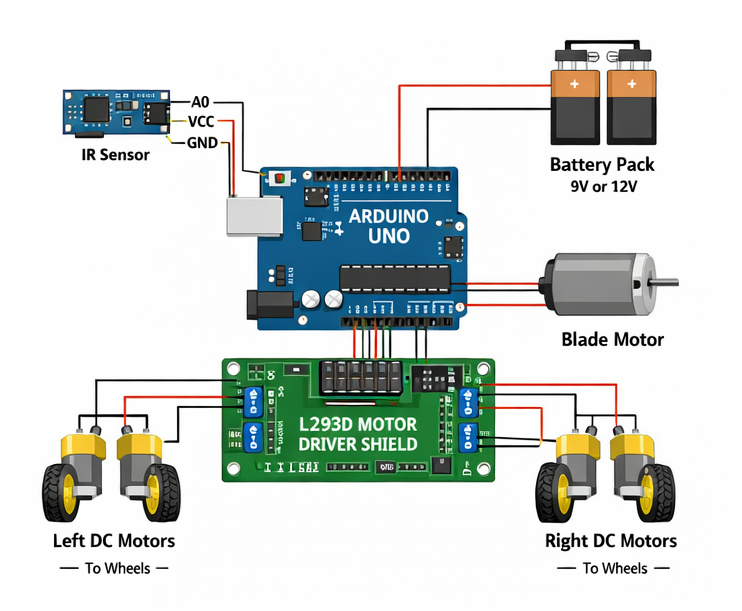 A0
VCC
GND
IR Sensor
+ +
Battery Pack
9V or 12V
ARDUINO
UNO
Blade Motor
L293D MOTOR
DRIVER SHIELD
Left DC Motors
— To Wheels —
Right DC Motors
— To Wheels —